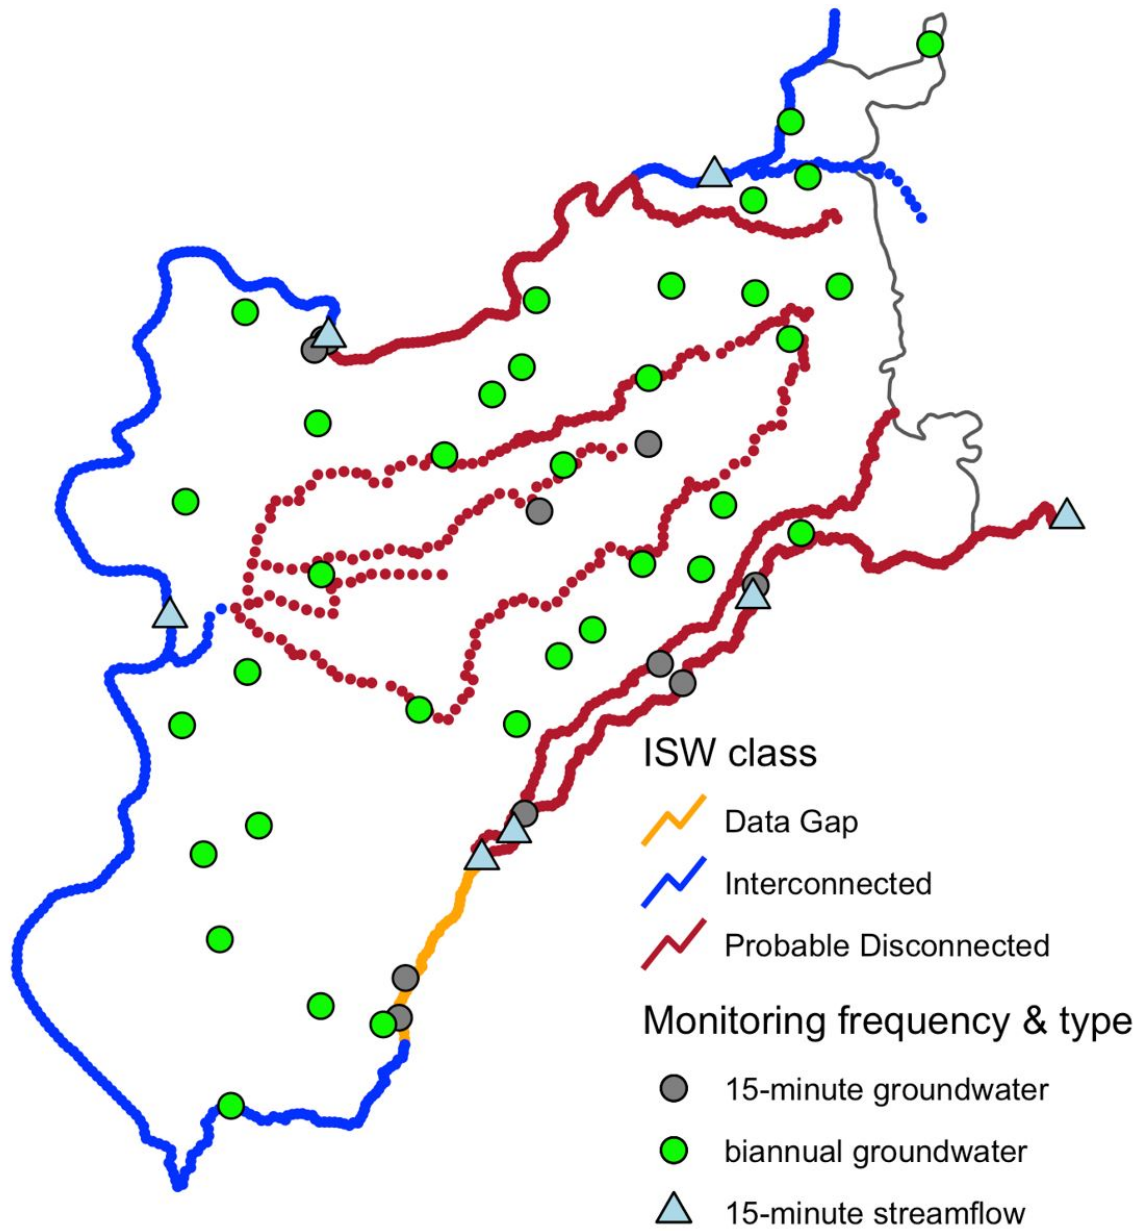 ISW class
Data Gap
Interconnected
Probable Disconnected
Monitoring frequency & type
15-minute groundwater
biannual groundwater
15-minute streamflow